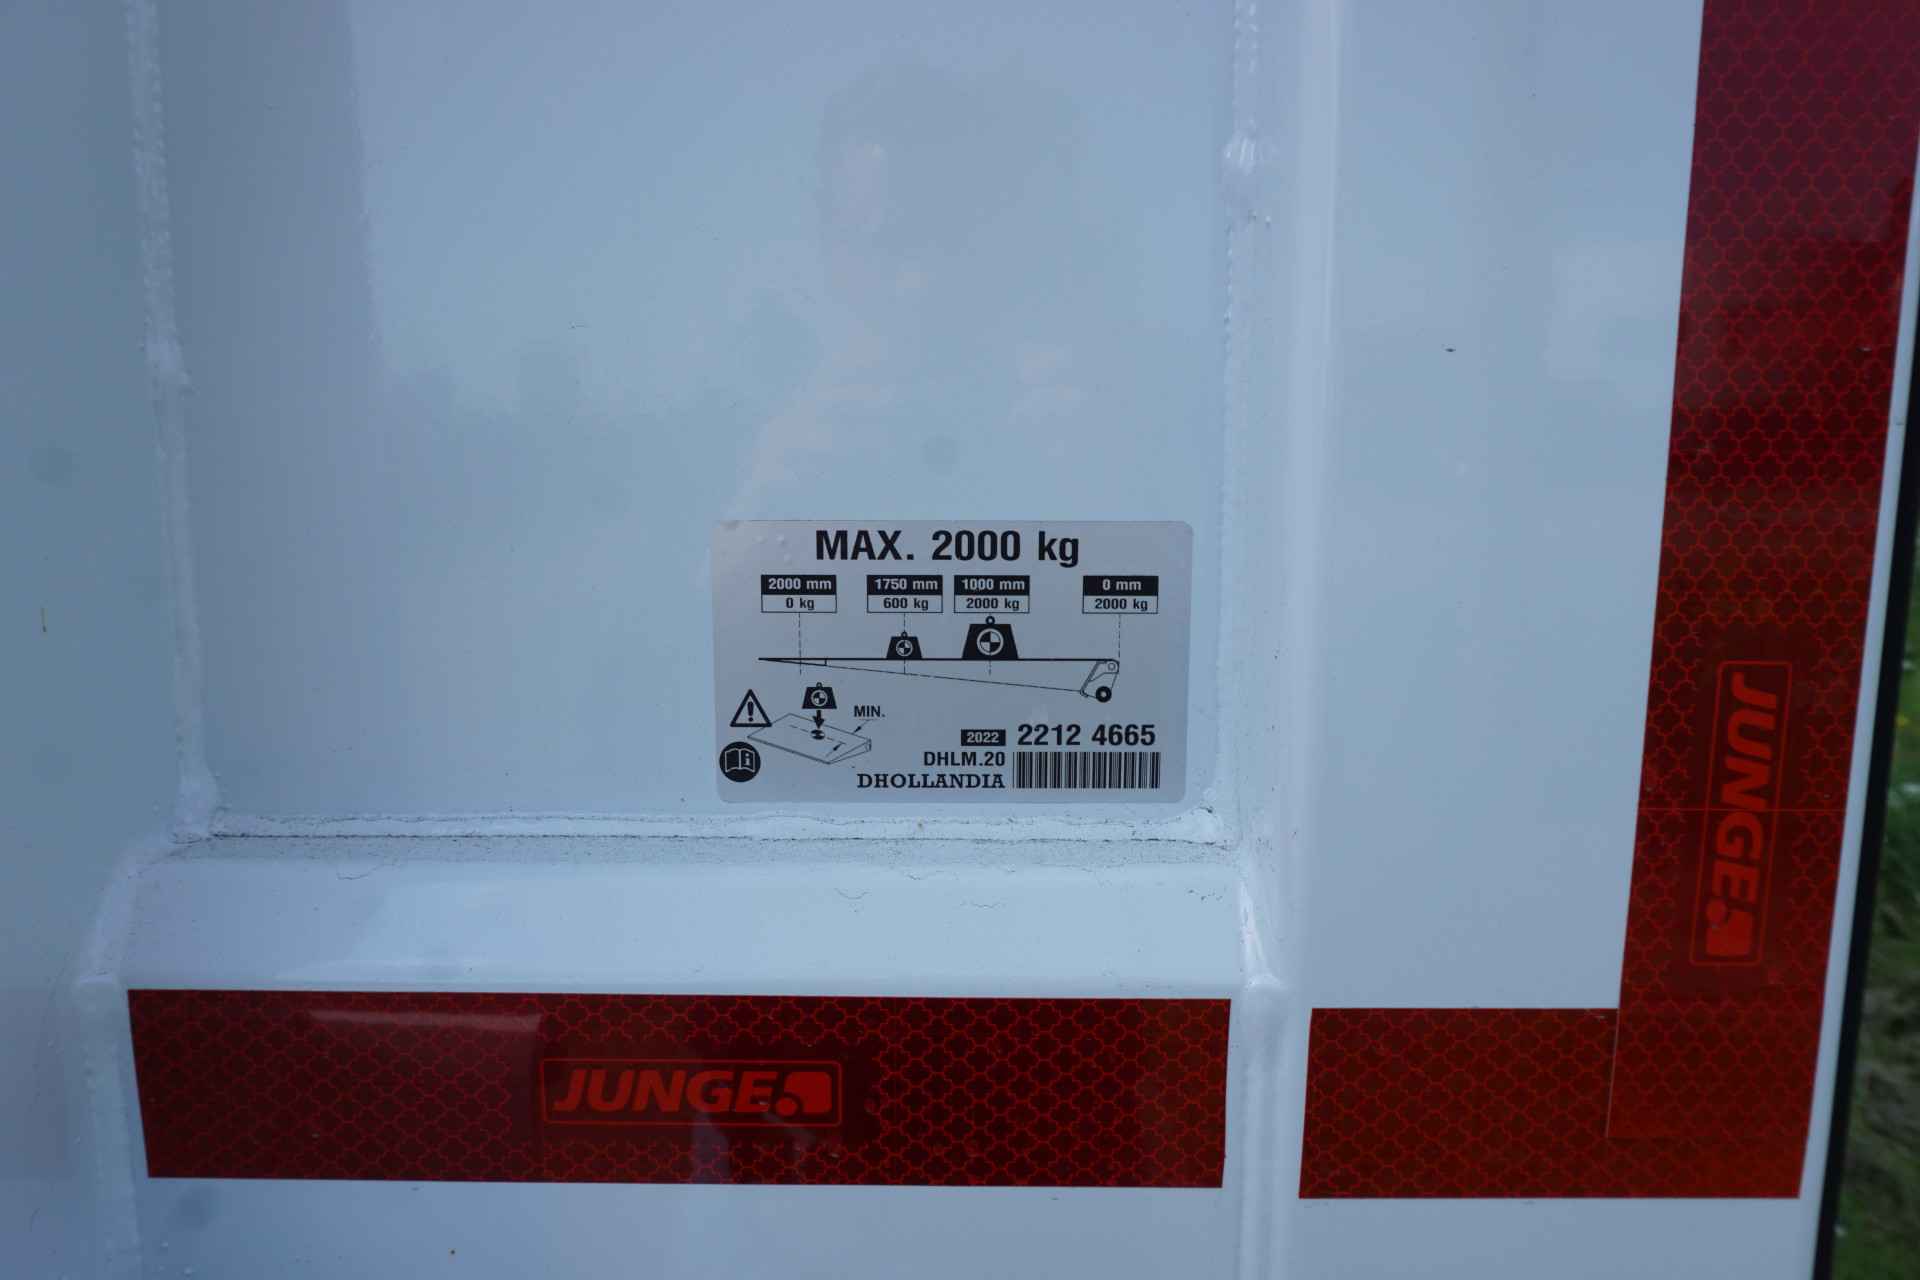 MAX. 2000 kg
2000 mm 1750 mm 1000 mm 0 mm
0 kg 600 kg 2000 kg 2000 kg
MIN.
2022 2212 4665
DHLM.20
DHOLLANDIA
JUNGE
JUNGE